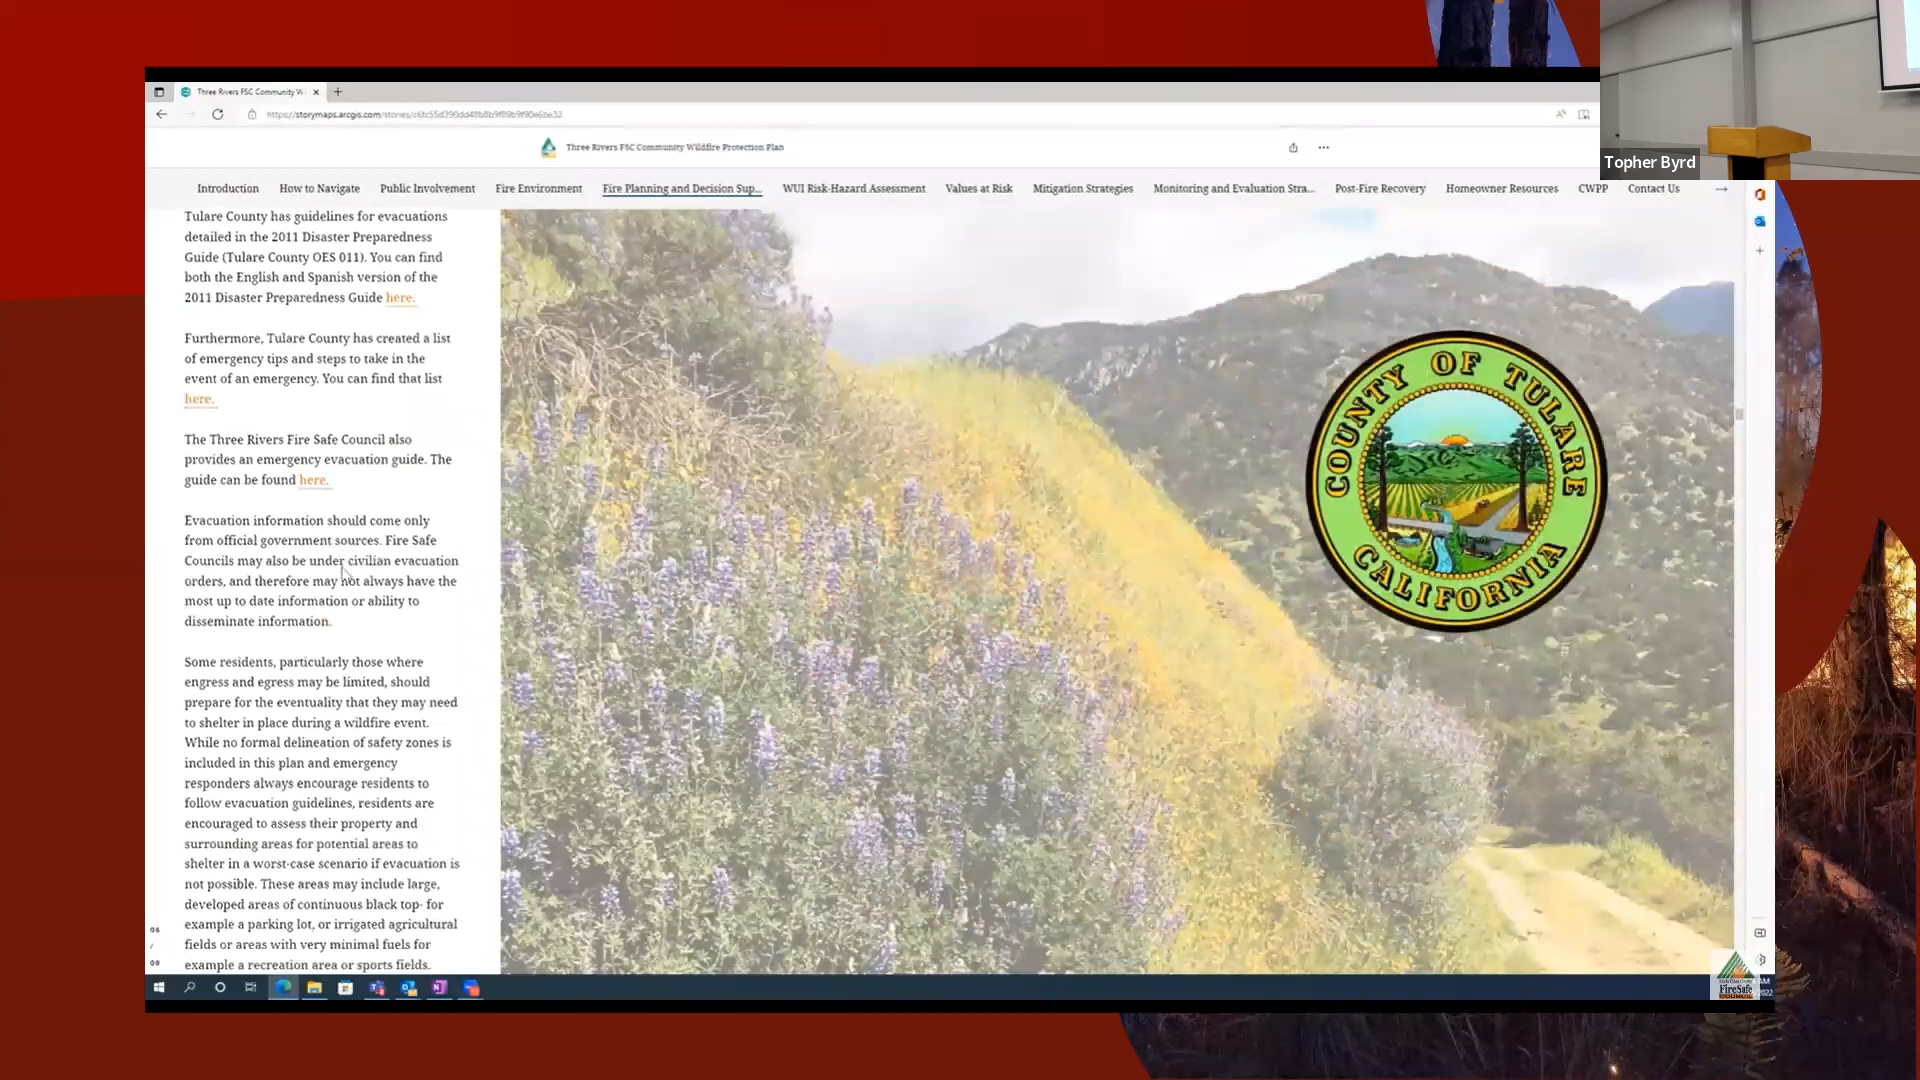 Three Rivers FSC Community W
https://storymaps.arcgis.com/stories/
Three Rivers FSC Community Wildfire Protection Plan
Topher Byrd
Introduction
How to Navigate
Public Involvement
Fire Environment
Fire Planning and Decision Sup...
WUI Risk-Hazard Assessment
Values at Risk
Mitigation Strategies
Monitoring and Evaluation Stra...
Post-Fire Recovery
Homeowner Resources
CWPP
Contact Us
Tulare County has guidelines for evacuations
detailed in the 2011 Disaster Preparedness
Guide (Tulare County OES 011). You can find
both the English and Spanish version of the
2011 Disaster Preparedness Guide here.
Furthermore, Tulare County has created a list
of emergency tips and steps to take in the
event of an emergency. You can find that list
here.
The Three Rivers Fire Safe Council also
provides an emergency evacuation guide. The
guide can be found here.
Evacuation information should come only
from official government sources. Fire Safe
Councils may also be under civilian evacuation
orders, and therefore may not always have the
most up to date information or ability to
disseminate information.
Some residents, particularly those where
engress and egress may be limited, should
prepare for the eventuality that they may need
to shelter in place during a wildfire event.
While no formal delineation of safety zones is
included in this plan and emergency
responders always encourage residents to
follow evacuation guidelines, residents are
encouraged to assess their property and
surrounding areas for potential areas to
shelter in a worst-case scenario if evacuation is
not possible. These areas may include large,
developed areas of continuous black top- for
example a parking lot, or irrigated agricultural
fields or areas with very minimal fuels for
example a recreation area or sports fields.
06
/
08
COUNTY OF TULARE
CALIFORNIA
FireSafe
COUNCIL